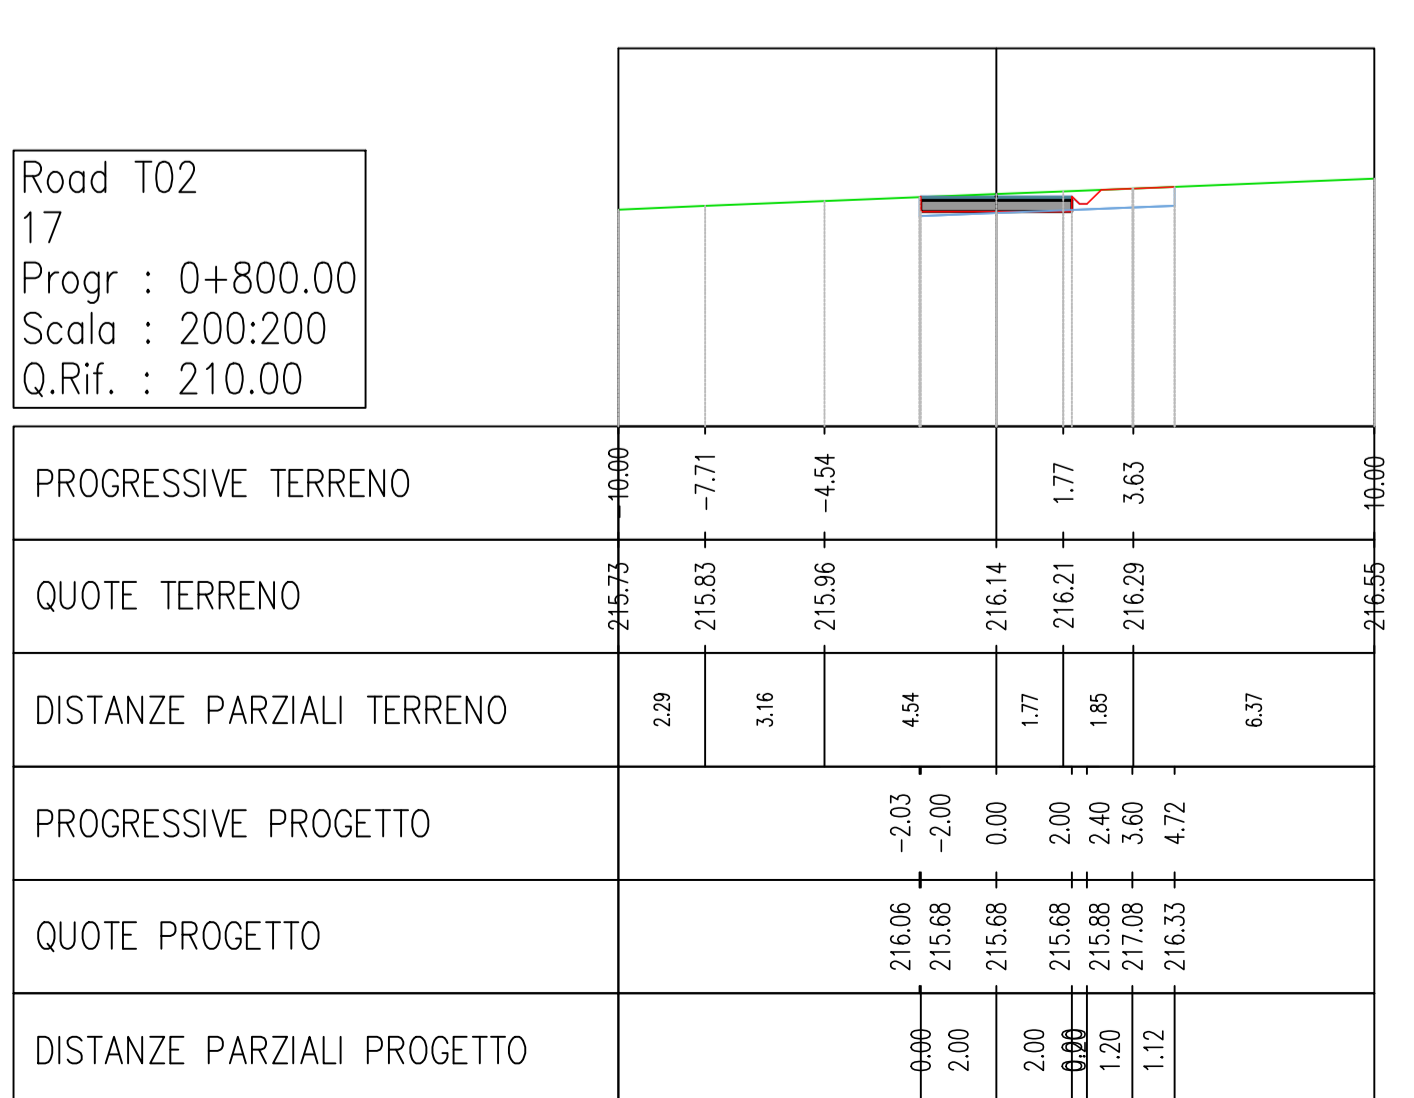 Road T02
17
Progr : 0+800.00
Scala : 200:200
Q.Rif. : 210.00
PROGRESSIVE TERRENO -10.00 -7.71 -4.54 1.77 3.63 10.00
QUOTE TERRENO 215.73 215.83 215.96 216.14 216.21 216.29 216.55
DISTANZE PARZIALI TERRENO 2.29 3.16 4.54 1.77 1.85 6.37
PROGRESSIVE PROGETTO -2.03 -2.00 0.00 2.00 2.40 3.60 4.72
QUOTE PROGETTO 216.06 215.68 215.68 215.68 215.88 217.08 216.33
DISTANZE PARZIALI PROGETTO 0.00 2.00 2.00 1.20 1.12